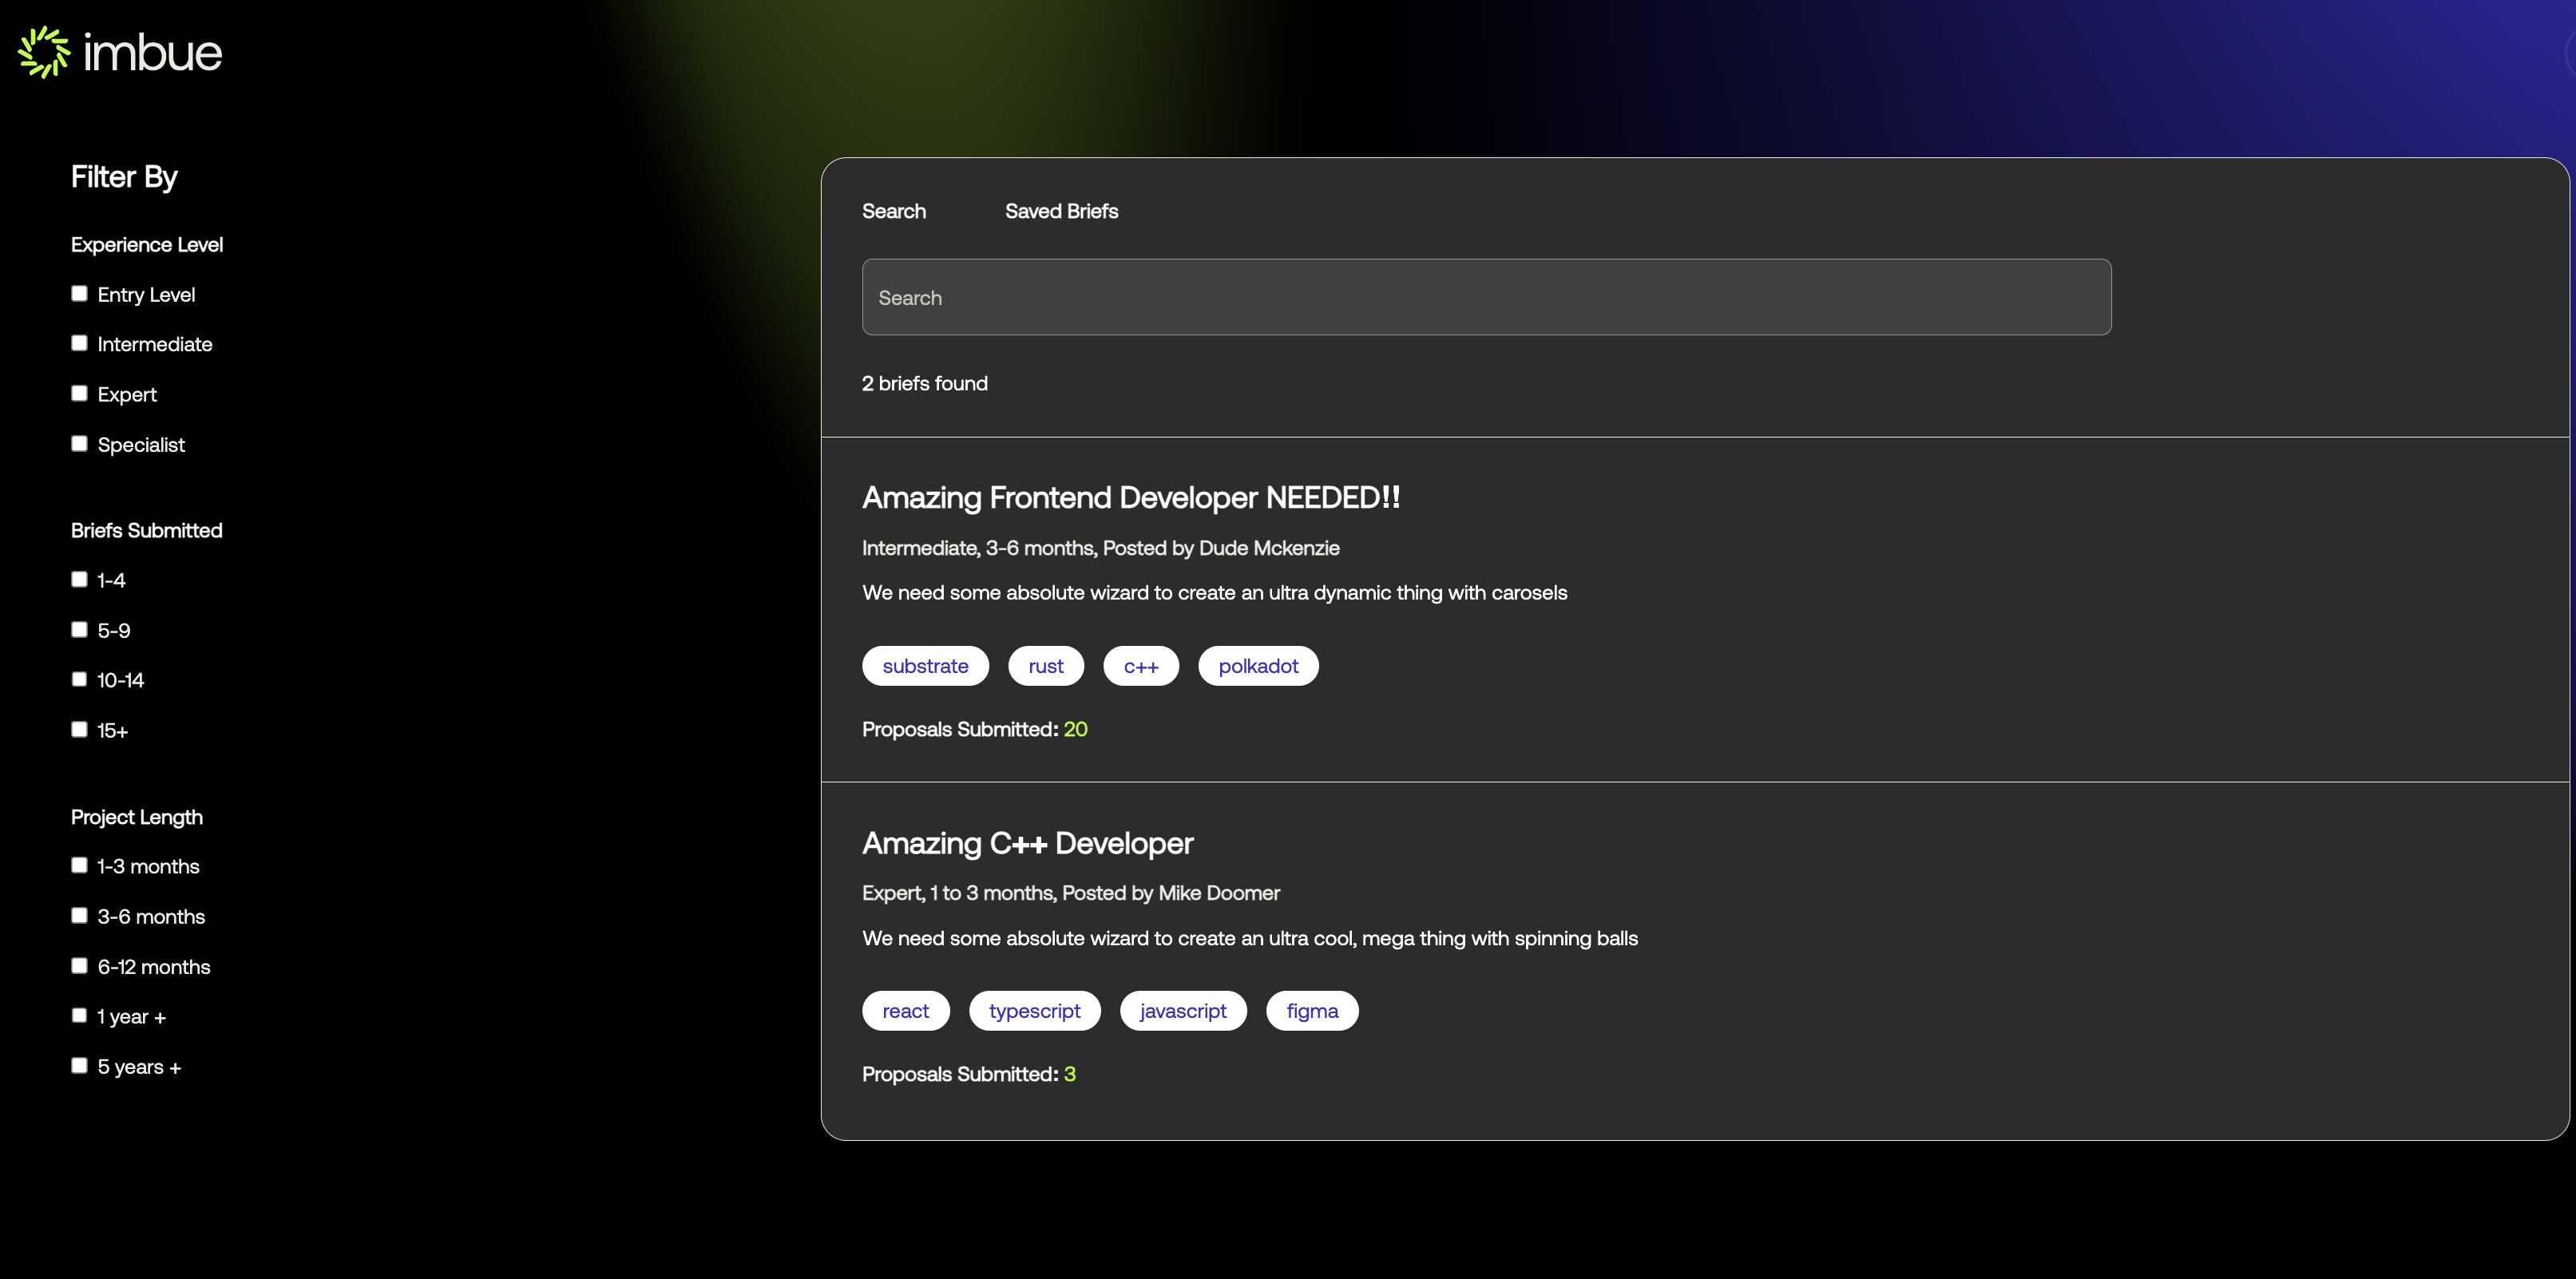 imbue
Filter By
Experience Level
Entry Level
Intermediate
Expert
Specialist
Briefs Submitted
1-4
5-9
10-14
15+
Project Length
1-3 months
3-6 months
6-12 months
1 year +
5 years +
Search Saved Briefs
Search
2 briefs found
Amazing Frontend Developer NEEDED!!
Intermediate, 3-6 months, Posted by Dude Mckenzie
We need some absolute wizard to create an ultra dynamic thing with carosels
substrate rust c++ polkadot
Proposals Submitted: 20
Amazing C++ Developer
Expert, 1 to 3 months, Posted by Mike Doomer
We need some absolute wizard to create an ultra cool, mega thing with spinning balls
react typescript javascript figma
Proposals Submitted: 3